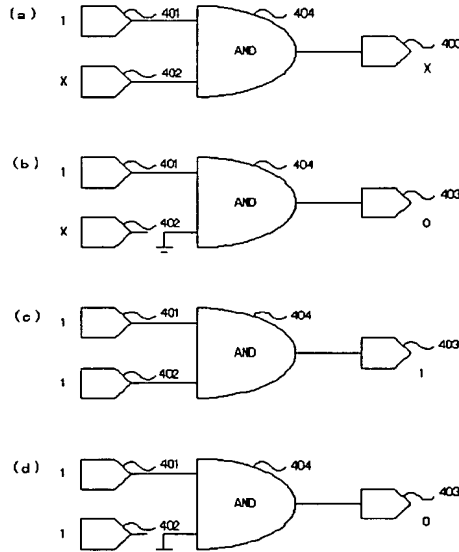 (a) 1 401 404
AND 403
X 402 X
(b) 1 401 404
AND 403
X 402 0
(c) 1 401 404
AND 403
1 402 1
(d) 1 401 404
AND 403
1 402 0